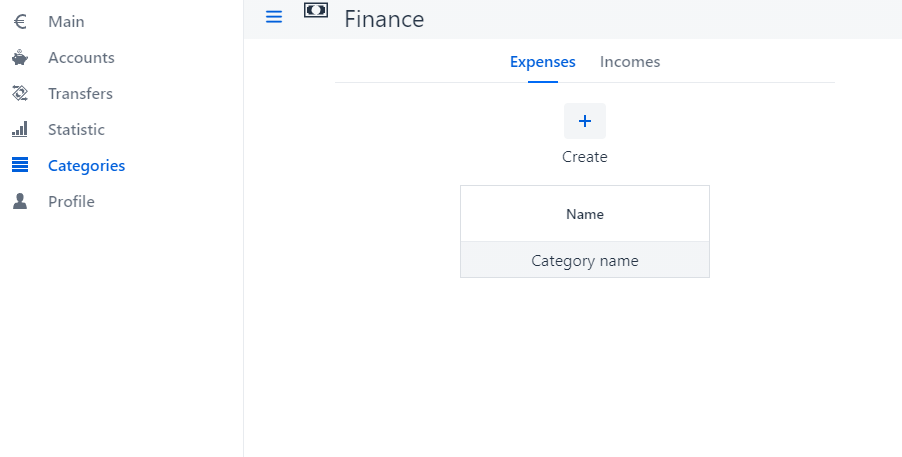 Main
Accounts
Transfers
Statistic
Categories
Profile
Finance
Expenses Incomes
Create
Name
Category name